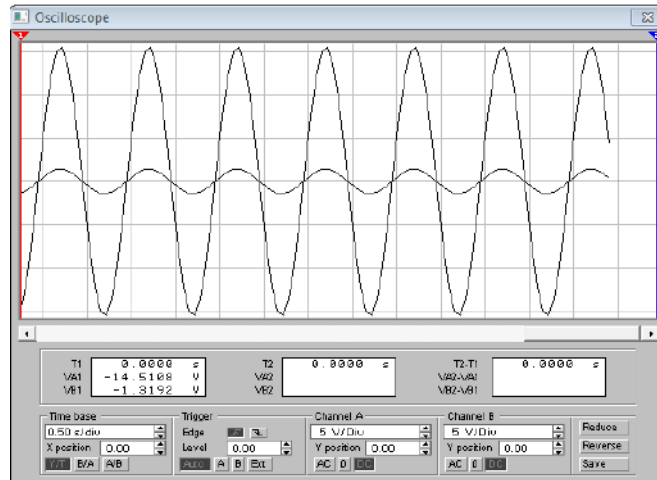 Oscilloscope
1
T1 0.0000 s T2 0.0000 s T2-T1 0.0000 s
VA1 -14.5108 V VA2 VA2-VA1
VB1 -1.3192 V VB2 VB2-VB1
Time base Trigger Channel A Channel B
0.50 s/div Edge 5 V/Div 5 V/Div Reduce
X position 0.00 Level 0.00 Y position 0.00 Y position 0.00 Reverse
Y/T B/A A/B Auto A B Ext AC 0 DC AC 0 DC Save